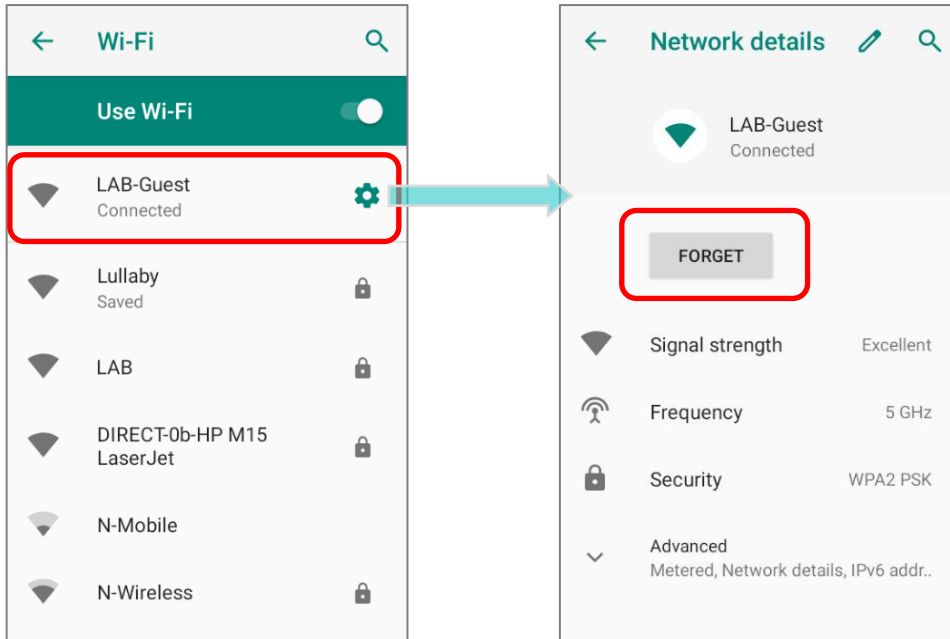 Wi-Fi
Use Wi-Fi
LAB-Guest
Connected
Lullaby
Saved
LAB
DIRECT-0b-HP M15
LaserJet
N-Mobile
N-Wireless
Network details
LAB-Guest
Connected
FORGET
Signal strength Excellent
Frequency 5 GHz
Security WPA2 PSK
Advanced
Metered, Network details, IPv6 addr..